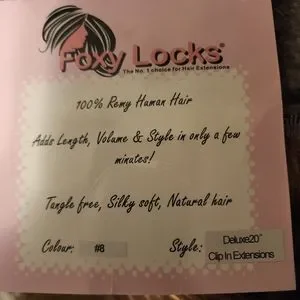 Foxy Locks®
The No. 1 choice for Hair Extensions
100% Remy Human Hair
Adds Length, Volume & Style in only a few
minutes!
Tangle free, Silky soft, Natural hair
Colour: #8 Style: Deluxe20"
Clip In Extensions